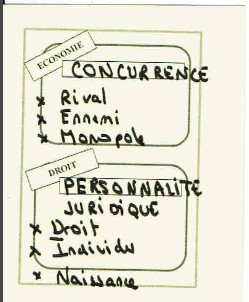 ECONOMIE
CONCURRENCE
x Rival
x Ennemi
x Monopole
DROIT
PERSONNALITE
JURIDIQUE
x Droit
x Individu
x Naissance